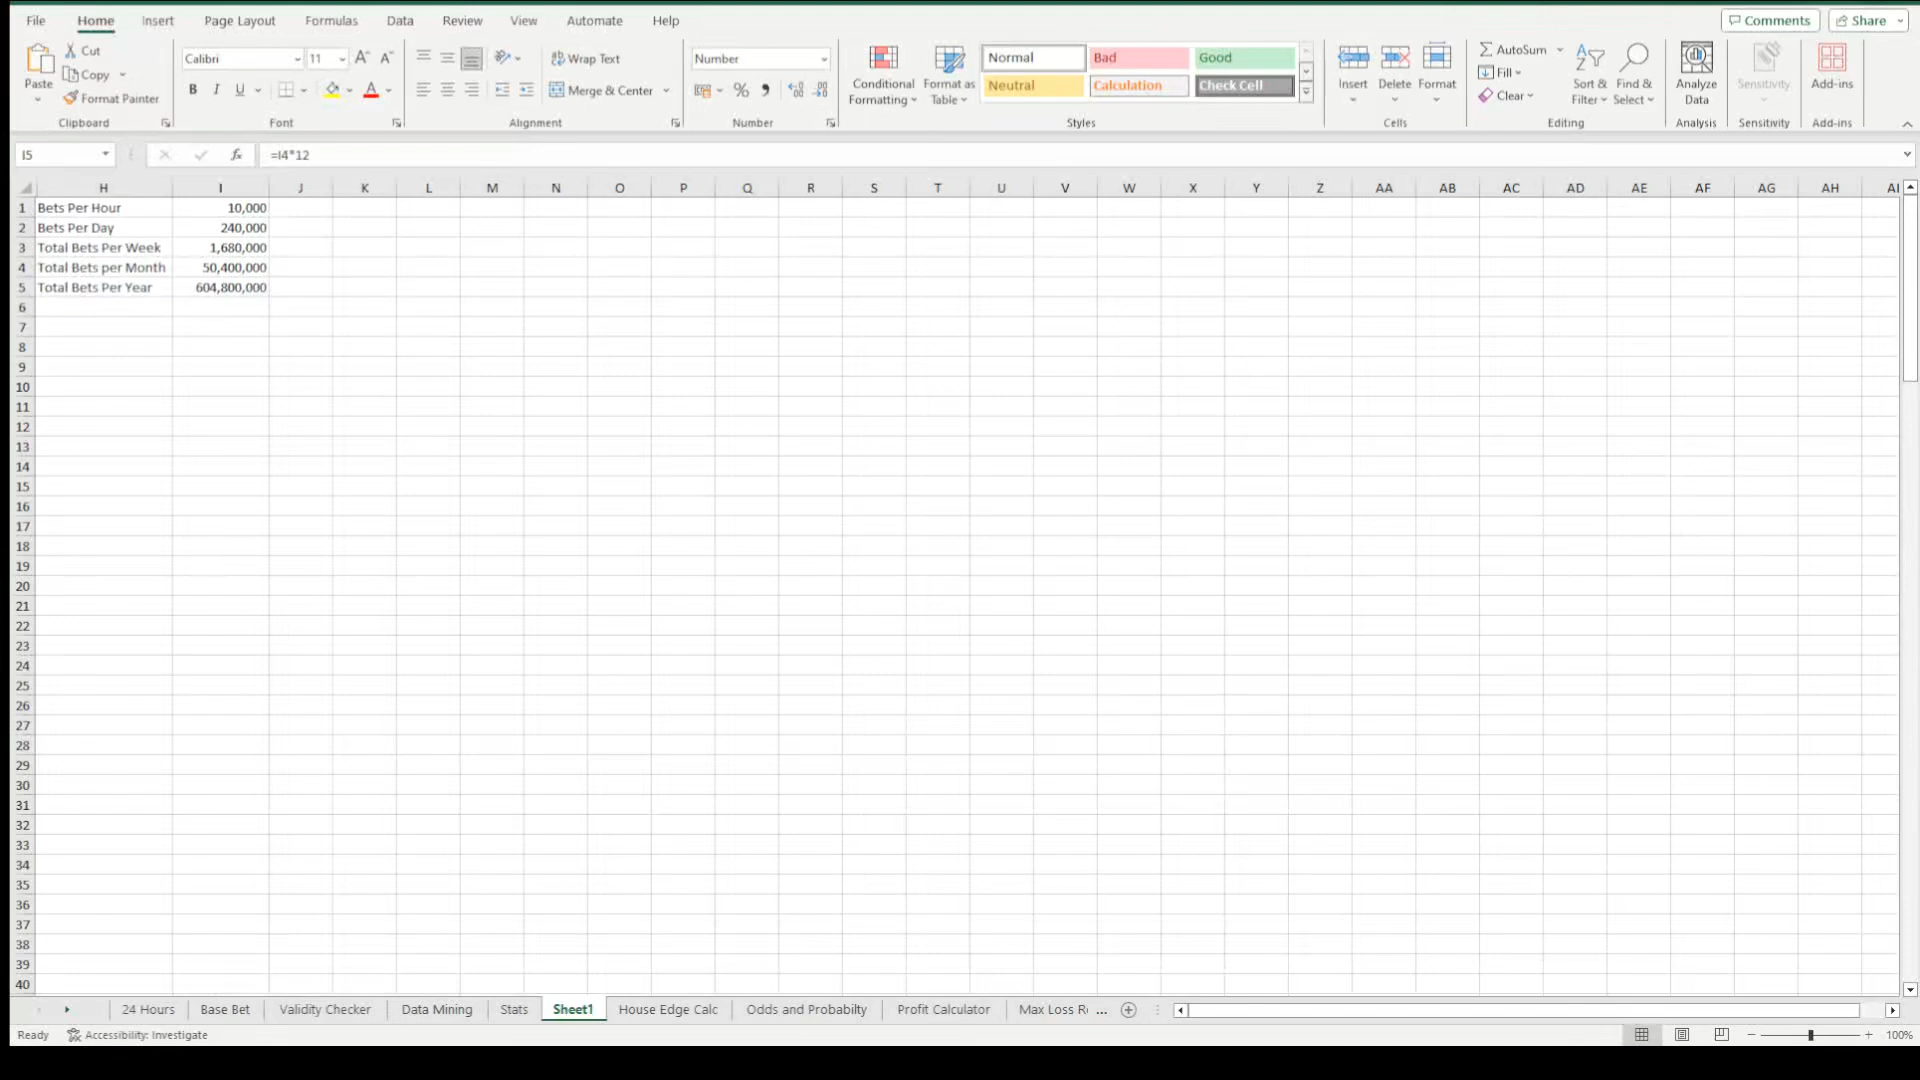 File Home Insert Page Layout Formulas Data Review View Automate Help Comments Share
Paste Cut Copy Format Painter Clipboard
Calibri 11 A A B I U A Font
Wrap Text Merge & Center Alignment
Number % , Number
Conditional Formatting Format as Table Normal Bad Good Neutral Calculation Check Cell Styles
Insert Delete Format Cells
AutoSum Fill Clear Sort & Filter Find & Select Editing
Analyze Data Analysis
Sensitivity Sensitivity
Add-ins Add-ins
I5 fx =I4*12
H I J K L M N O P Q R S T U V W X Y Z AA AB AC AD AE AF AG AH AI
1 Bets Per Hour 10,000
2 Bets Per Day 240,000
3 Total Bets Per Week 1,680,000
4 Total Bets per Month 50,400,000
5 Total Bets Per Year 604,800,000
6
7
8
9
10
11
12
13
14
15
16
17
18
19
20
21
22
23
24
25
26
27
28
29
30
31
32
33
34
35
36
37
38
39
40
24 Hours Base Bet Validity Checker Data Mining Stats Sheet1 House Edge Calc Odds and Probabilty Profit Calculator Max Loss ...
Ready Accessibility: Investigate 100%